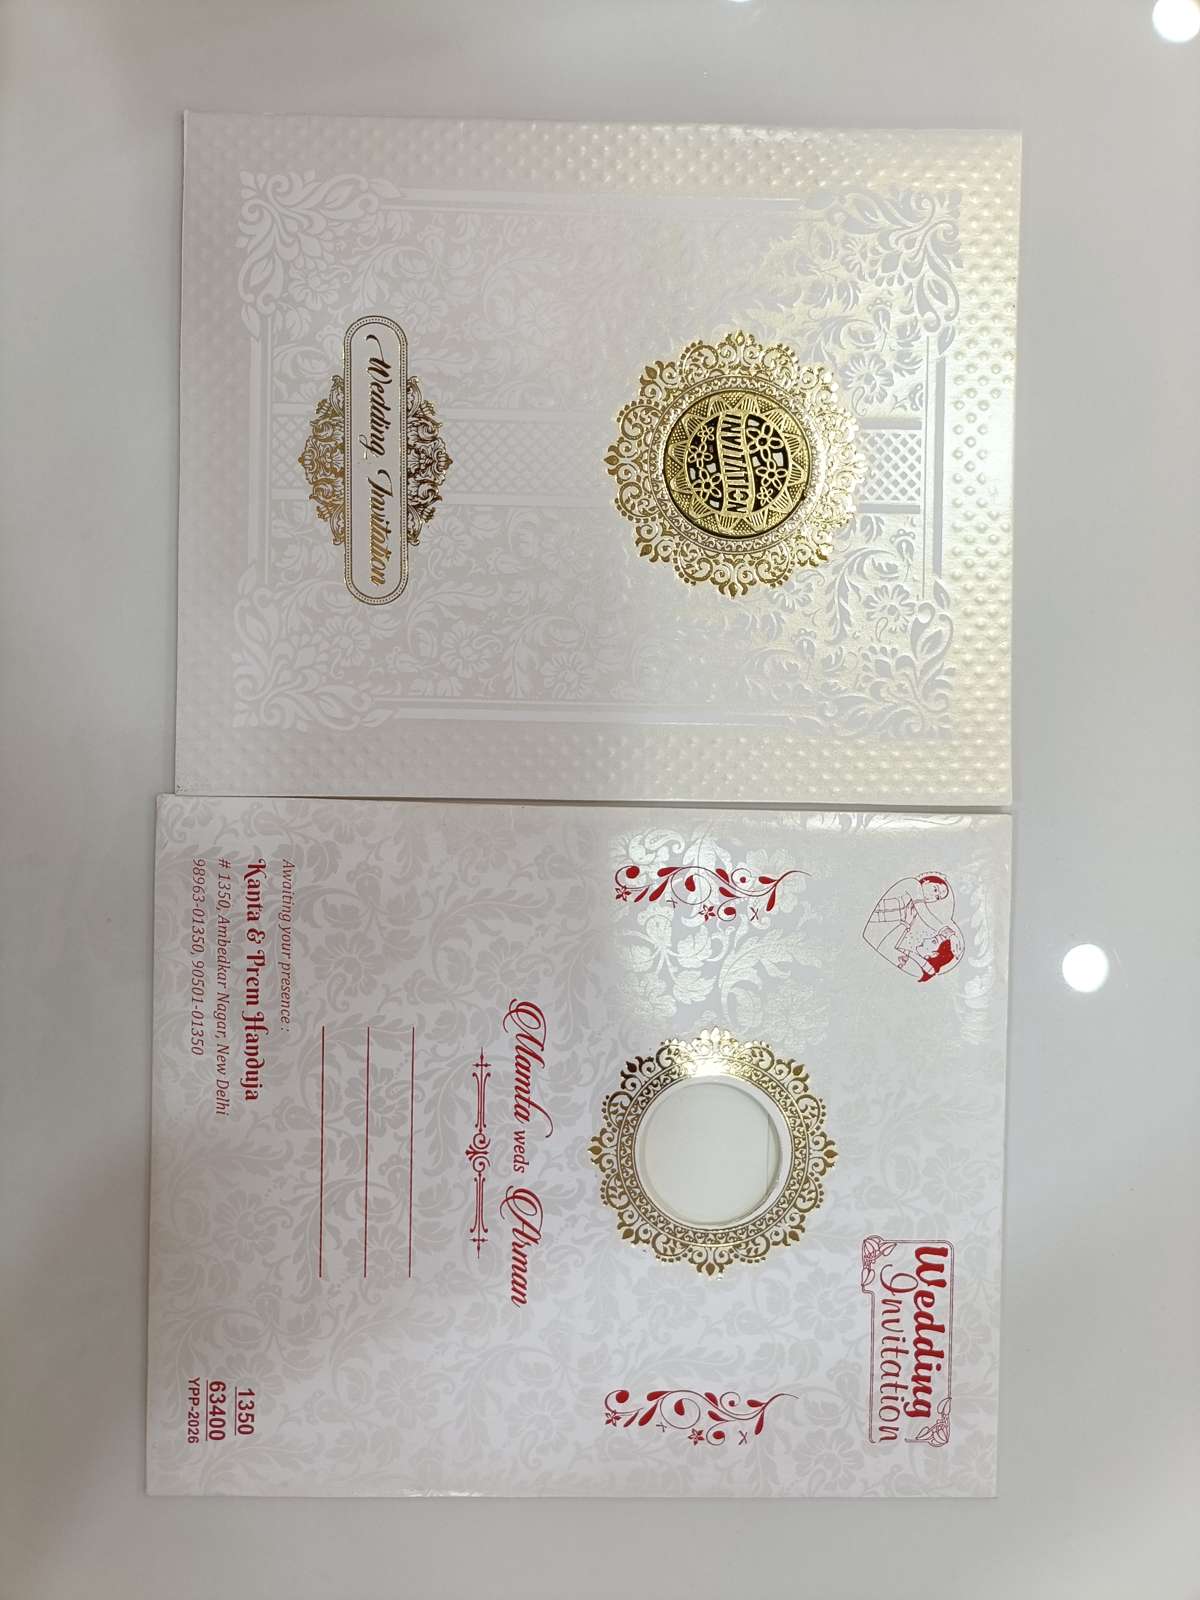 INVITATION
Wedding Invitation
Wedding
Invitation
Mamta weds Arman
Awaiting your presence :
Kanta & Prem Handuja
# 1350, Ambedkar Nagar, New Delhi
98963-01350, 90501-01350
1350
63400
YPP-2026